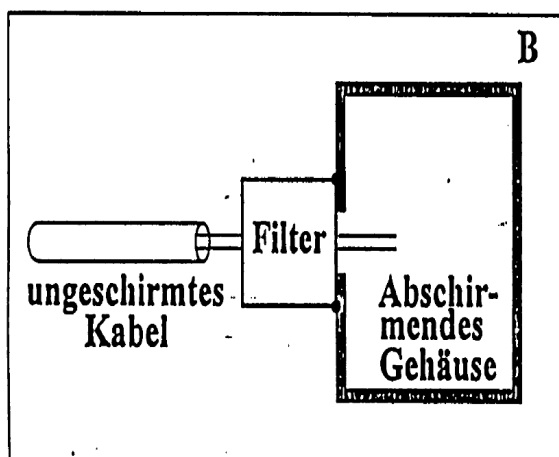 B
Filter
ungeschirmtes
Kabel
Abschir-
mendes
Gehäuse